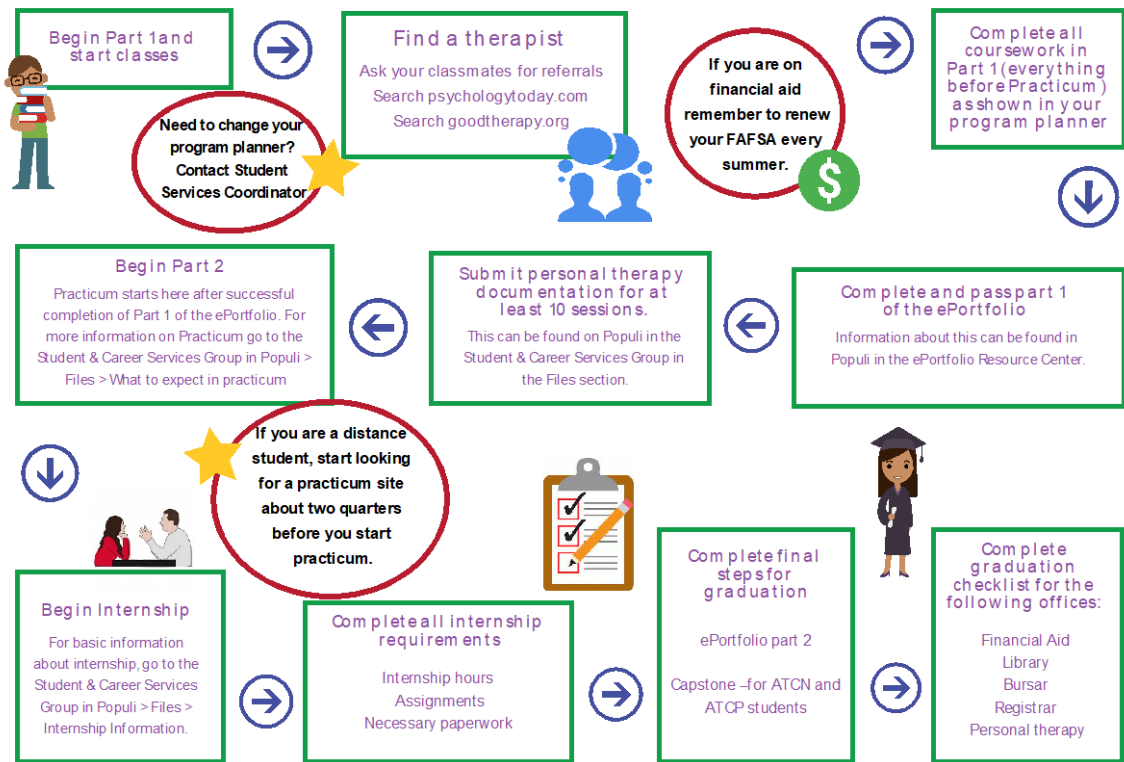 Begin Part 1 and
start classes
Find a therapist
Ask your classmates for referrals
Search psychologytoday.com
Search goodtherapy.org
Need to change your
program planner?
Contact Student
Services Coordinator
If you are on
financial aid
remember to renew
your FAFSA every
summer.
$
Complete all
coursework in
Part 1 (everything
before Practicum)
as shown in your
program planner
Complete and pass part 1
of the ePortfolio
Information about this can be found in
Populi in the ePortfolio Resource Center.
Submit personal therapy
documentation for at
least 10 sessions.
This can be found on Populi in the
Student & Career Services Group in
the Files section.
Begin Part 2
Practicum starts here after successful
completion of Part 1 of the ePortfolio. For
more information on Practicum go to the
Student & Career Services Group in Populi >
Files > What to expect in practicum
If you are a distance
student, start looking
for a practicum site
about two quarters
before you start
practicum.
Begin Internship
For basic information
about internship, go to the
Student & Career Services
Group in Populi > Files >
Internship Information.
Complete all internship
requirements
Internship hours
Assignments
Necessary paperwork
Complete final
steps for
graduation
ePortfolio part 2
Capstone –for ATCN and
ATCP students
Complete
graduation
checklist for the
following offices:
Financial Aid
Library
Bursar
Registrar
Personal therapy